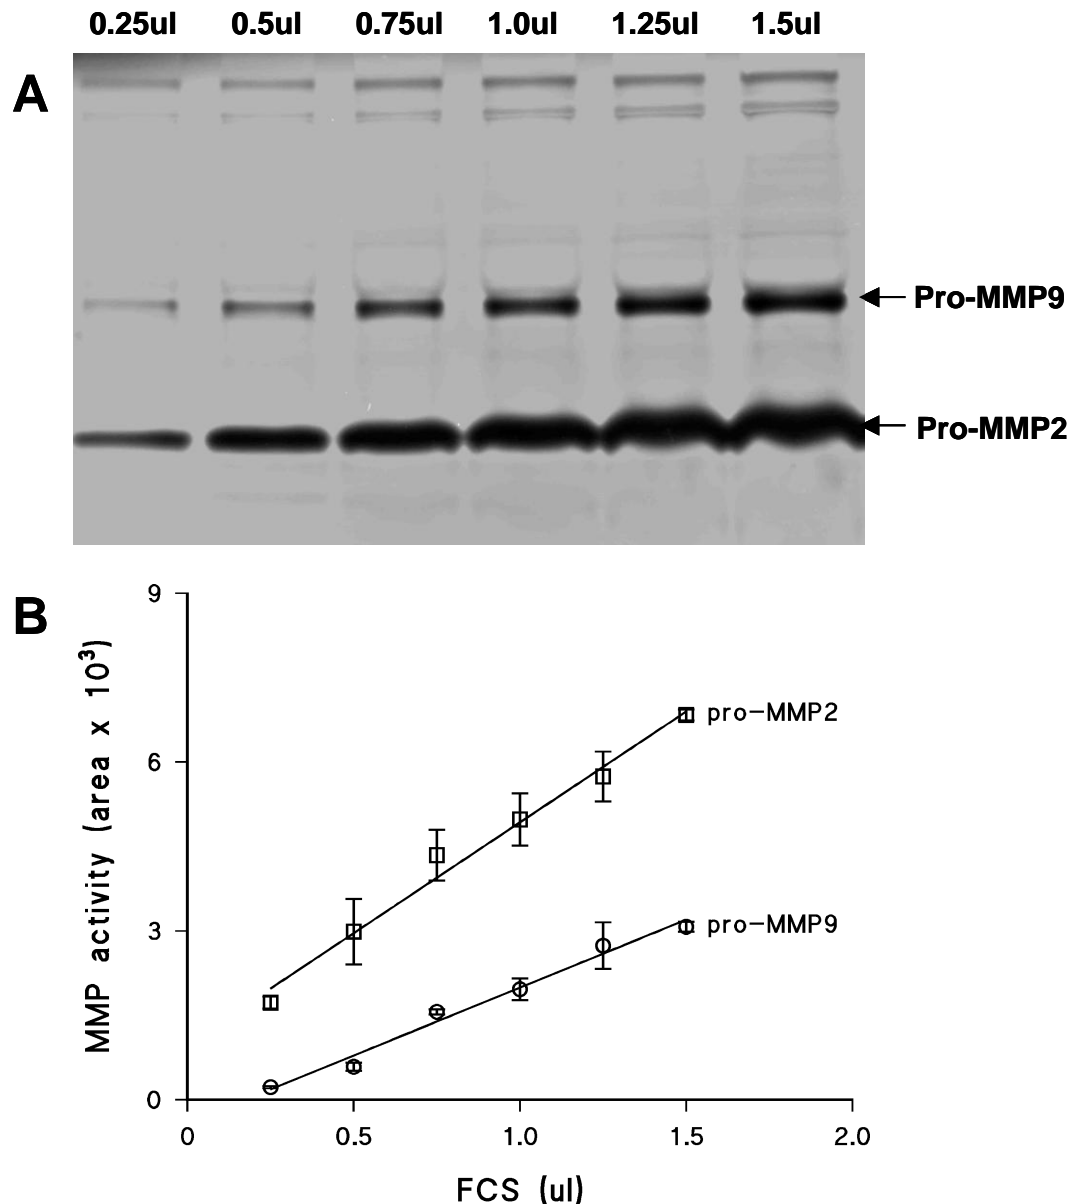 0.25ul 0.5ul 0.75ul 1.0ul 1.25ul 1.5ul
A
Pro-MMP9
Pro-MMP2
B
MMP activity (area x 10³)
9
6
3
0
pro-MMP2
pro-MMP9
0 0.5 1.0 1.5 2.0
FCS (ul)